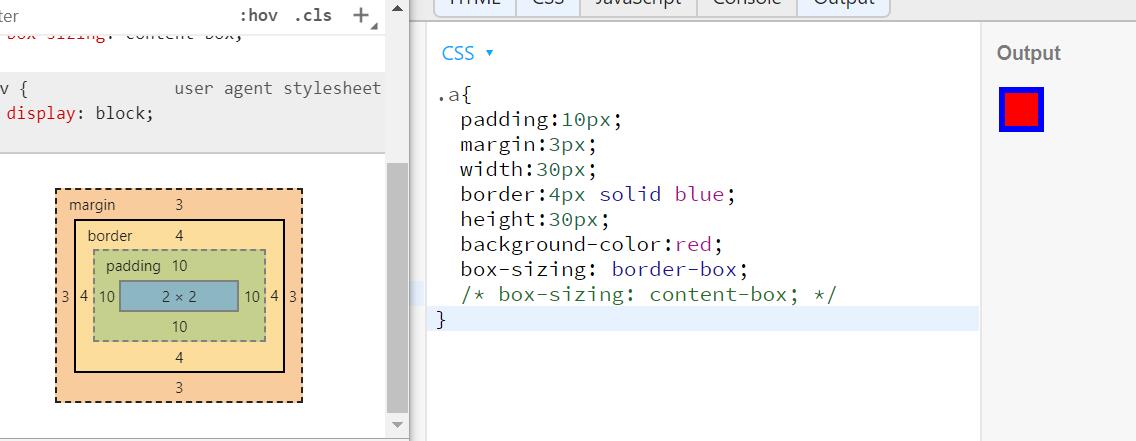 ter
:hov .cls +
box-sizing: content-box;
v {
user agent stylesheet
display: block;
margin 3
border 4
padding 10
3 4 10 2 × 2 10 4 3
10
4
3
HTML CSS JavaScript Console Output
CSS
.a{
padding:10px;
margin:3px;
width:30px;
border:4px solid blue;
height:30px;
background-color:red;
box-sizing: border-box;
/* box-sizing: content-box; */
}
Output